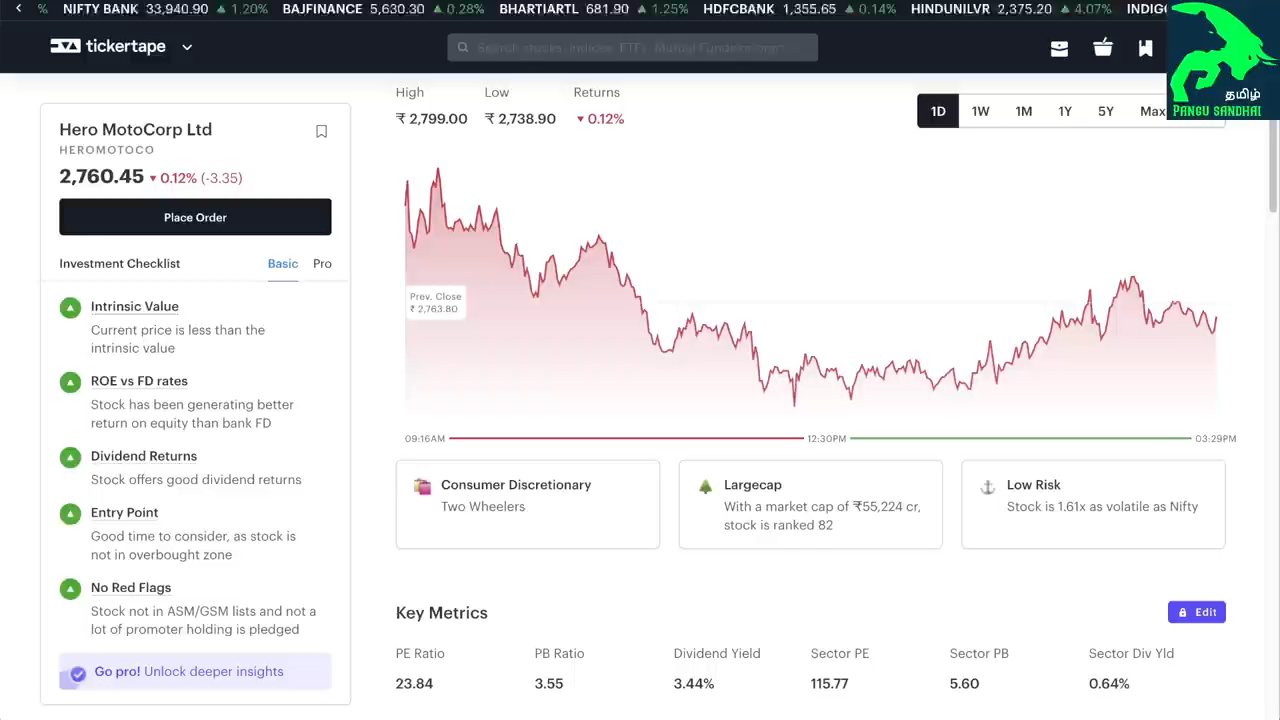 % NIFTY BANK 33,940.90 ▲ 1.20% BAJFINANCE 5,630.30 ▲ 0.28% BHARTIARTL 681.90 ▲ 1.25% HDFCBANK 1,355.65 ▲ 0.14% HINDUNILVR 2,375.20 ▲ 4.07% INDIG
tickertape
Search stocks, indices, ETFs, Mutual Funds
தமிழ்
PANGU SANDHAI
Hero MotoCorp Ltd
HEROMOTOCO
2,760.45 ▼ 0.12% (-3.35)
Place Order
Investment Checklist Basic Pro
Intrinsic Value
Current price is less than the
intrinsic value
ROE vs FD rates
Stock has been generating better
return on equity than bank FD
Dividend Returns
Stock offers good dividend returns
Entry Point
Good time to consider, as stock is
not in overbought zone
No Red Flags
Stock not in ASM/GSM lists and not a
lot of promoter holding is pledged
Go pro! Unlock deeper insights
High Low Returns
₹ 2,799.00 ₹ 2,738.90 ▼ 0.12%
1D 1W 1M 1Y 5Y Max
Prev. Close
₹ 2,763.80
09:16AM 12:30PM 03:29PM
Consumer Discretionary
Two Wheelers
Largecap
With a market cap of ₹55,224 cr,
stock is ranked 82
Low Risk
Stock is 1.61x as volatile as Nifty
Key Metrics Edit
PE Ratio PB Ratio Dividend Yield Sector PE Sector PB Sector Div Yld
23.84 3.55 3.44% 115.77 5.60 0.64%